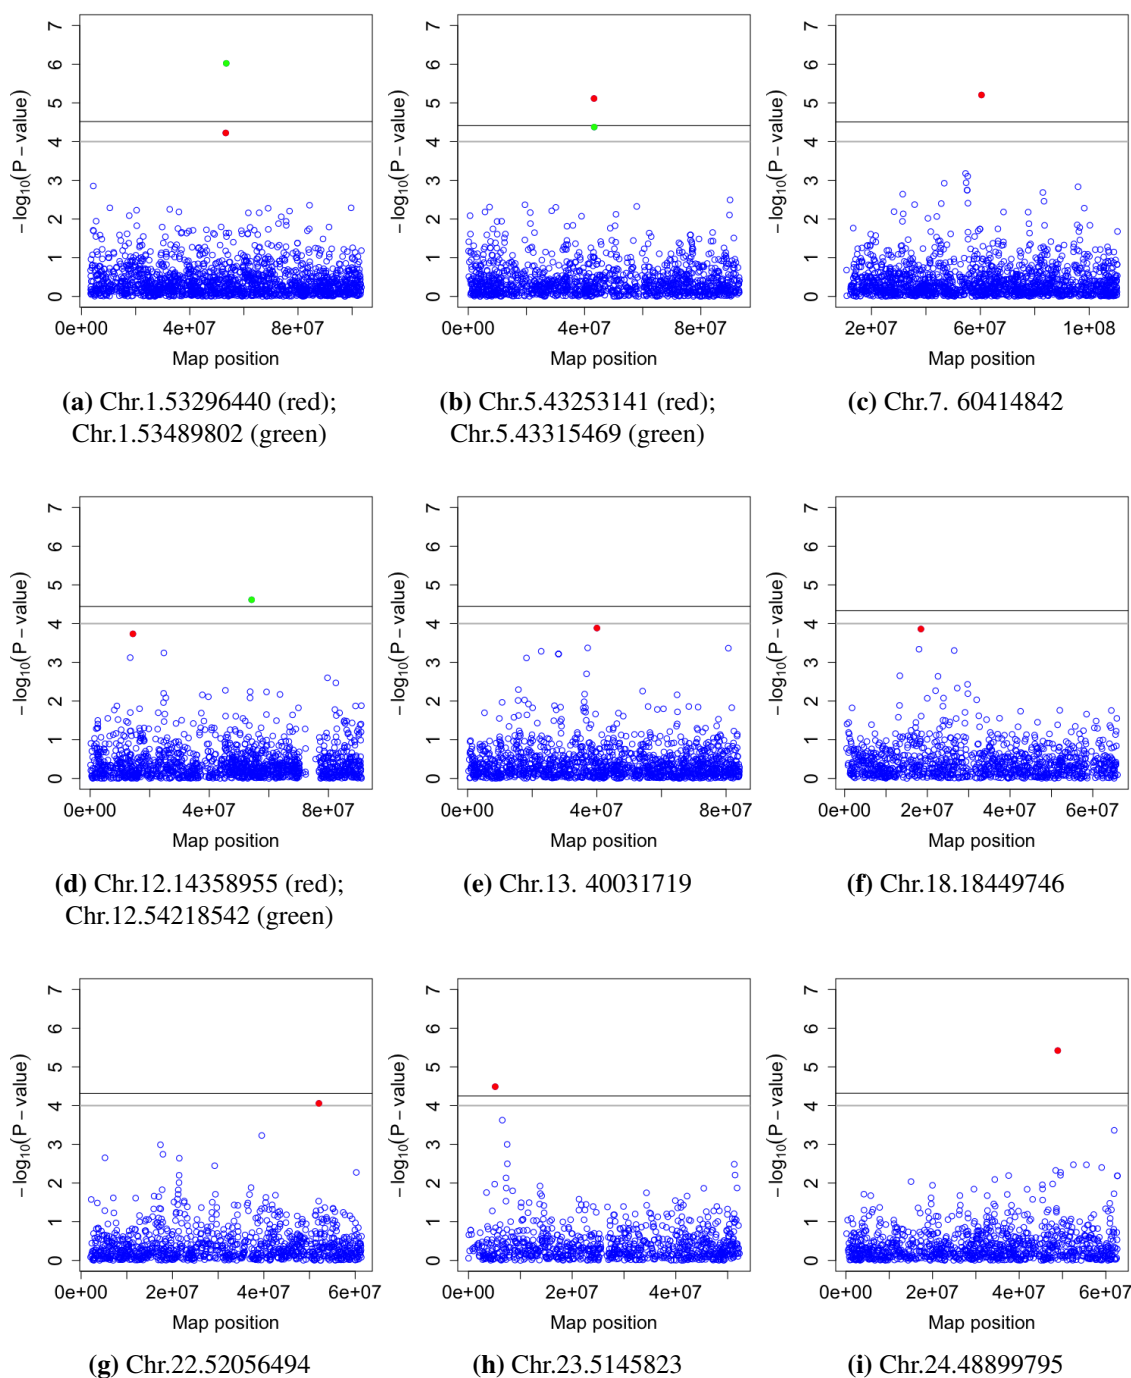 7
6
5
4
3
2
1
0
− log10(P − value)
0e+00 4e+07 8e+07
Map position
(a) Chr.1.53296440 (red);
Chr.1.53489802 (green)
7
6
5
4
3
2
1
0
− log10(P − value)
0e+00 4e+07 8e+07
Map position
(b) Chr.5.43253141 (red);
Chr.5.43315469 (green)
7
6
5
4
3
2
1
0
− log10(P − value)
2e+07 6e+07 1e+08
Map position
(c) Chr.7. 60414842
7
6
5
4
3
2
1
0
− log10(P − value)
0e+00 4e+07 8e+07
Map position
(d) Chr.12.14358955 (red);
Chr.12.54218542 (green)
7
6
5
4
3
2
1
0
− log10(P − value)
0e+00 4e+07 8e+07
Map position
(e) Chr.13. 40031719
7
6
5
4
3
2
1
0
− log10(P − value)
0e+00 2e+07 4e+07 6e+07
Map position
(f) Chr.18.18449746
7
6
5
4
3
2
1
0
− log10(P − value)
0e+00 2e+07 4e+07 6e+07
Map position
(g) Chr.22.52056494
7
6
5
4
3
2
1
0
− log10(P − value)
0e+00 2e+07 4e+07
Map position
(h) Chr.23.5145823
7
6
5
4
3
2
1
0
− log10(P − value)
0e+00 2e+07 4e+07 6e+07
Map position
(i) Chr.24.48899795